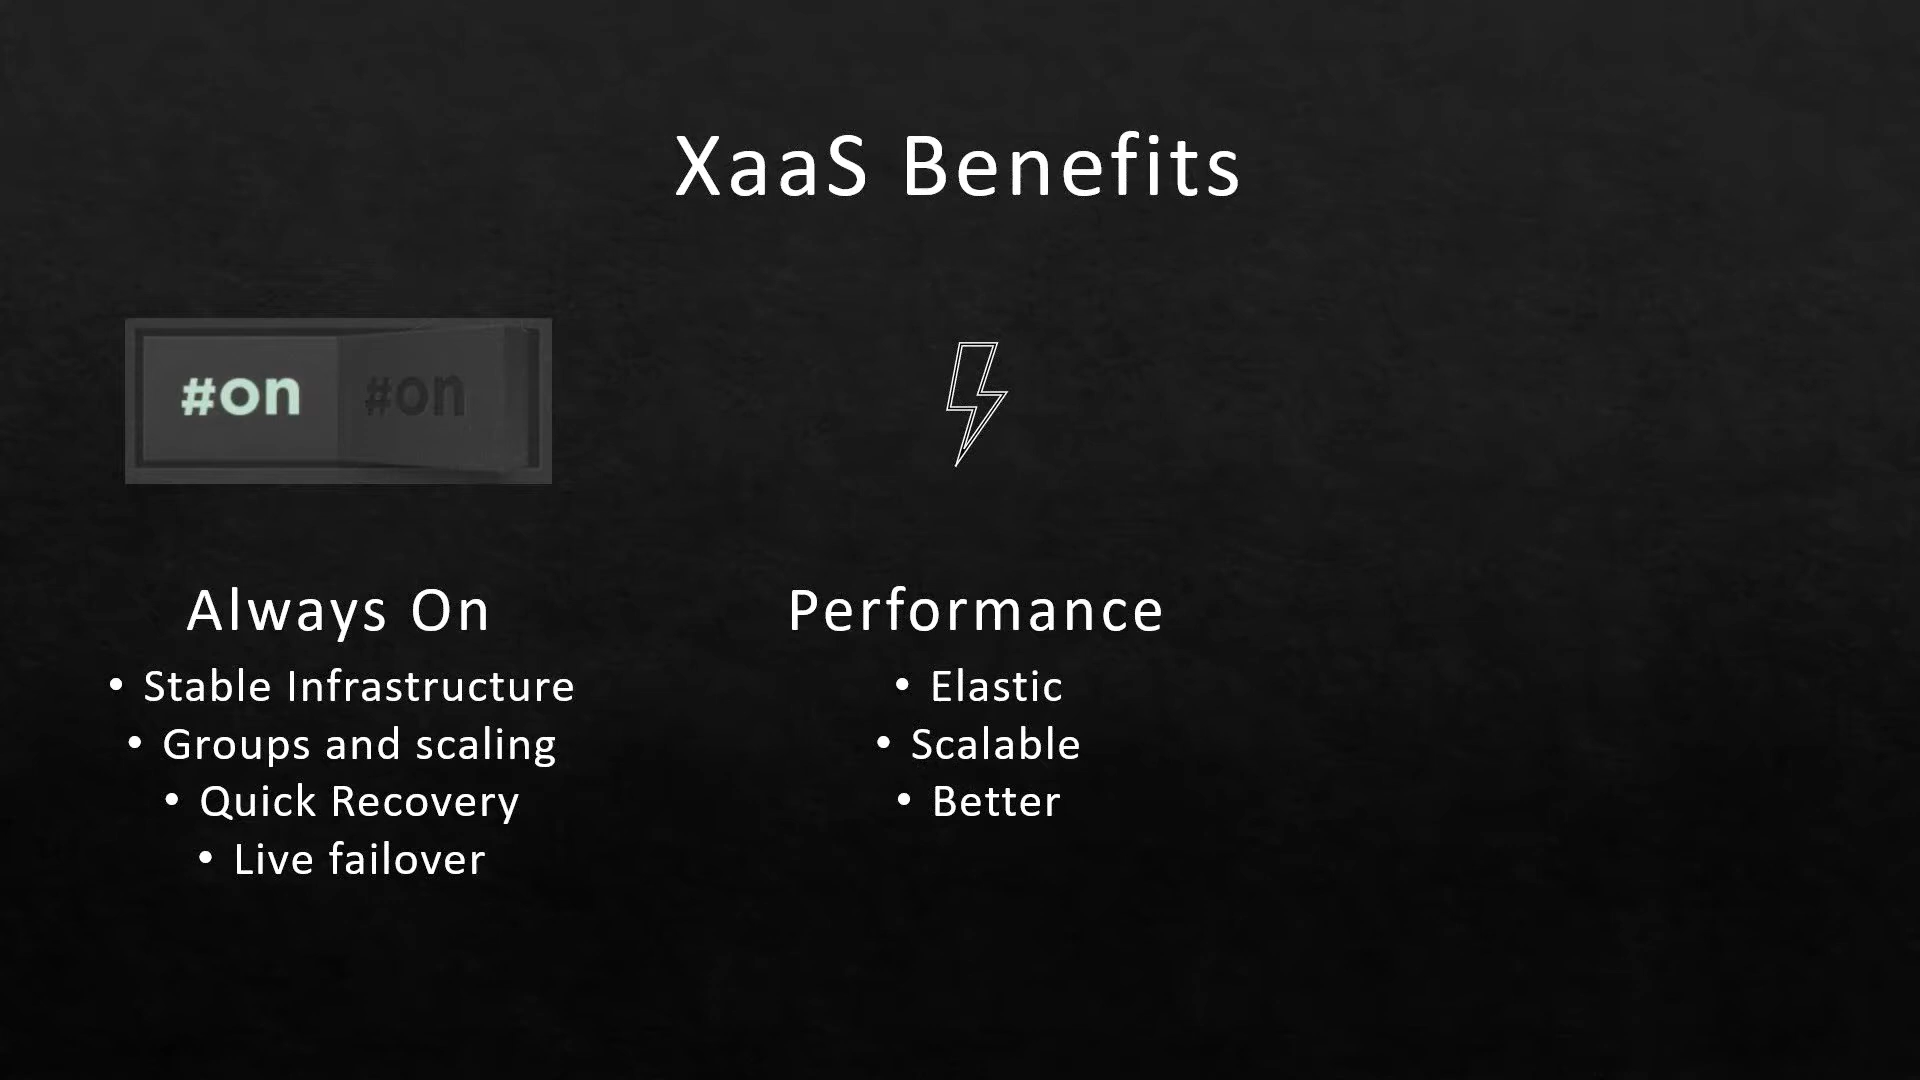 XaaS Benefits
#on #on
Always On
• Stable Infrastructure
• Groups and scaling
• Quick Recovery
• Live failover
Performance
• Elastic
• Scalable
• Better